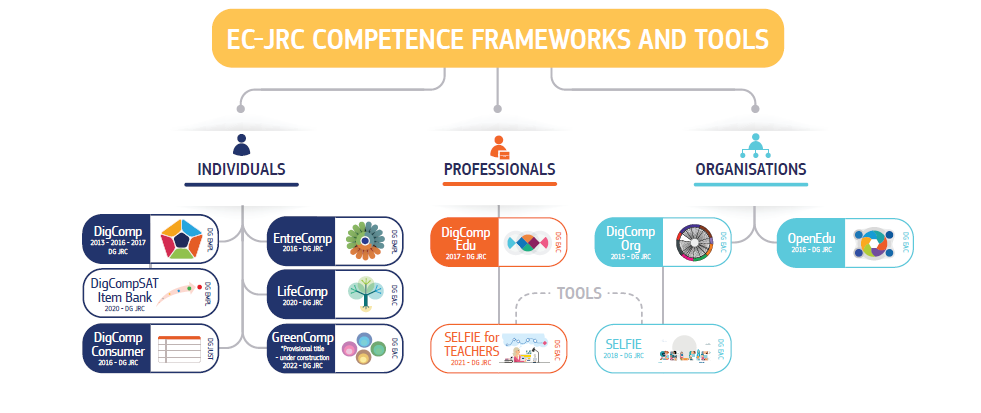 EC-JRC COMPETENCE FRAMEWORKS AND TOOLS
INDIVIDUALS
PROFESSIONALS
ORGANISATIONS
DigComp
2013 - 2016 - 2017
DG JRC
DG EMPL
EntreComp
2016 - DG JRC
DG EMPL
DigComp
Edu
2017 - DG JRC
DG EAC
DigComp
Org
2015 - DG JRC
DG EAC
OpenEdu
2016 - DG JRC
DG EAC
DigCompSAT
Item Bank
2020 - DG JRC
DG EMPL
LifeComp
2020 - DG JRC
DG EAC
TOOLS
DigComp
Consumer
2016 - DG JRC
DG JUST
GreenComp
*Provisional title
- under construction
2022 - DG JRC
DG EAC
SELFIE for
TEACHERS
2021 - DG JRC
DG EAC
SELFIE
2018 - DG JRC
SELFIE
DG EAC